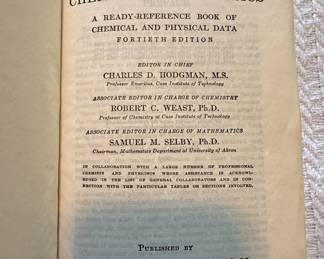 A READY-REFERENCE BOOK OF
CHEMICAL AND PHYSICAL DATA
FORTIETH EDITION
EDITOR IN CHIEF
CHARLES D. HODGMAN, M.S.
Professor Emeritus, Case Institute of Technology
ASSOCIATE EDITOR IN CHARGE OF CHEMISTRY
ROBERT C. WEAST, Ph.D.
Professor of Chemistry at Case Institute of Technology
ASSOCIATE EDITOR IN CHARGE OF MATHEMATICS
SAMUEL M. SELBY, Ph.D.
Chairman, Mathematics Department at University of Akron
IN COLLABORATION WITH A LARGE NUMBER OF PROFESSIONAL
CHEMISTS AND PHYSICISTS WHOSE ASSISTANCE IS ACKNOWL-
EDGED IN THE LIST OF GENERAL COLLABORATORS AND IN CON-
NECTION WITH THE PARTICULAR TABLES OR SECTIONS INVOLVED.
PUBLISHED BY